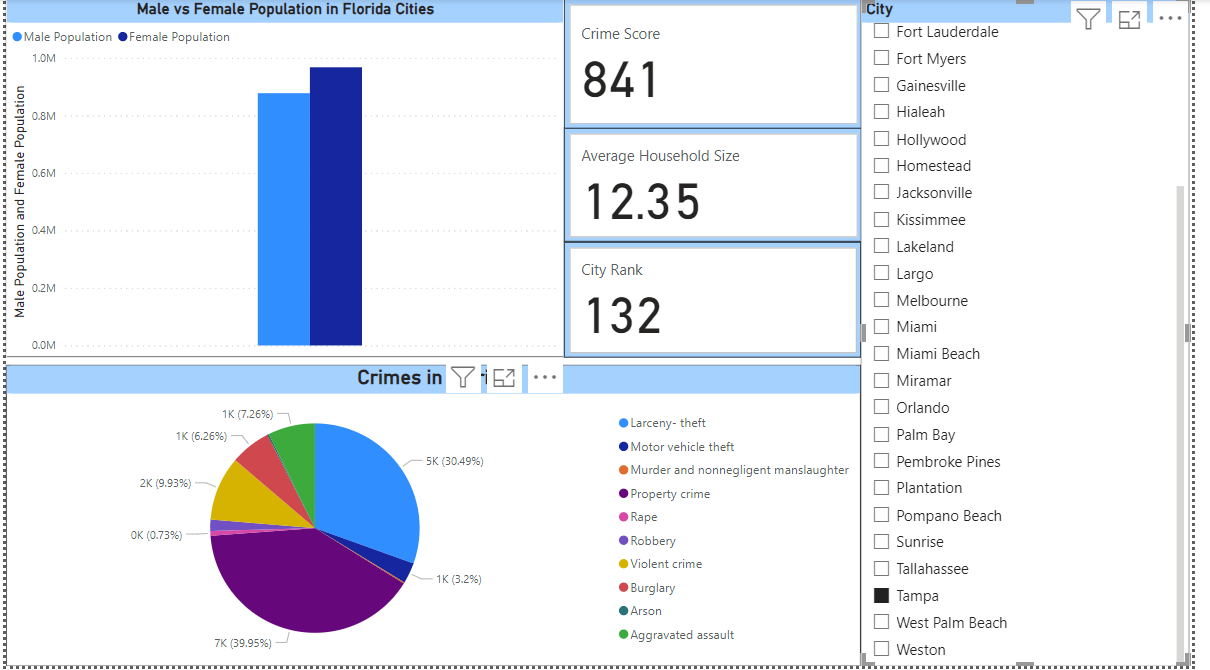 Male vs Female Population in Florida Cities
Male Population Female Population
Male Population and Female Population
1.0M
0.8M
0.6M
0.4M
0.2M
0.0M
Crime Score
841
Average Household Size
12.35
City Rank
132
City
Fort Lauderdale
Fort Myers
Gainesville
Hialeah
Hollywood
Homestead
Jacksonville
Kissimmee
Lakeland
Largo
Melbourne
Miami
Miami Beach
Miramar
Orlando
Palm Bay
Pembroke Pines
Plantation
Pompano Beach
Sunrise
Tallahassee
Tampa
West Palm Beach
Weston
Crimes in
1K (7.26%)
1K (6.26%)
2K (9.93%)
0K (0.73%)
7K (39.95%)
5K (30.49%)
1K (3.2%)
Larceny- theft
Motor vehicle theft
Murder and nonnegligent manslaughter
Property crime
Rape
Robbery
Violent crime
Burglary
Arson
Aggravated assault